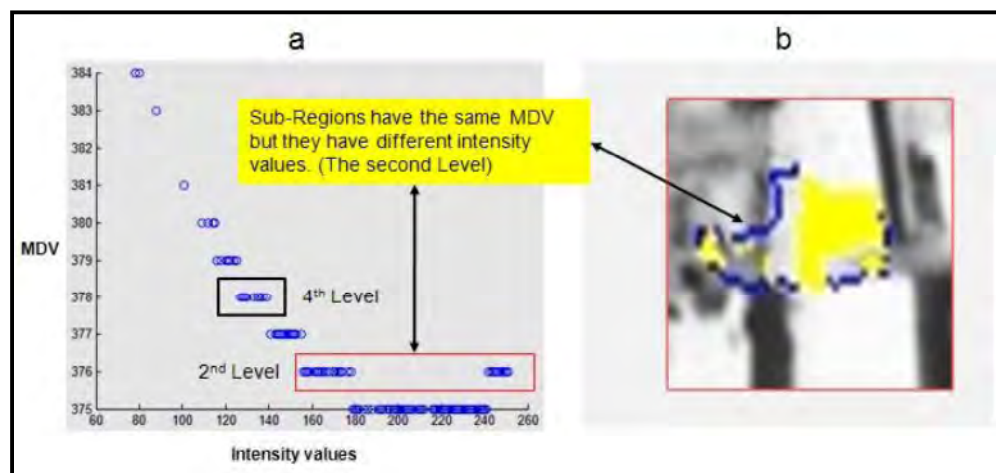 a
b
384
383
382
381
380
379
378
377
376
375
MDV
60 80 100 120 140 160 180 200 220 240 260
Intensity values
Sub-Regions have the same MDV
but they have different intensity
values. (The second Level)
4th Level
2nd Level